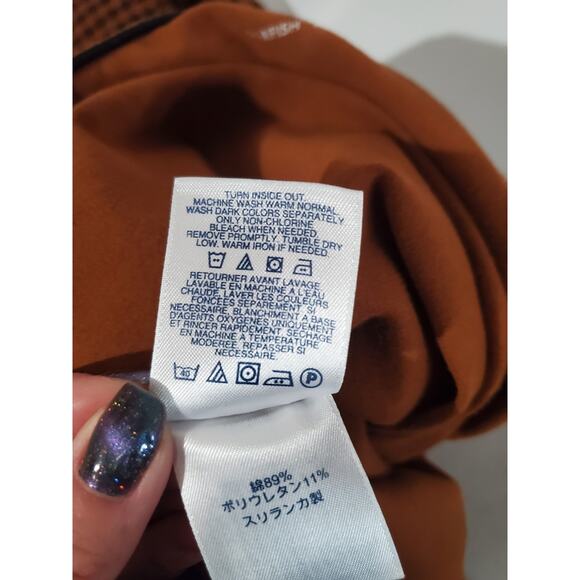 TURN INSIDE OUT.
MACHINE WASH WARM NORMAL.
WASH DARK COLORS SEPARATELY.
ONLY NON-CHLORINE
BLEACH WHEN NEEDED.
REMOVE PROMPTLY. TUMBLE DRY
LOW. WARM IRON IF NEEDED.
RETOURNER AVANT LAVAGE
LAVABLE EN MACHINE A L'EAU
CHAUDE. LAVER LES COULEURS
FONCÉES SEPAREMENT. SI
NECESSAIRE, BLANCHIMENT A BASE
D'AGENTS OXYGENES UNIQUEMENT
ET RINCER RAPIDEMENT. SECHAGE
EN MACHINE A TEMPERATURE
MODEREE. REPASSER SI
NECESSAIRE.
40 P
綿89%
ポリウレタン11%
スリランカ製